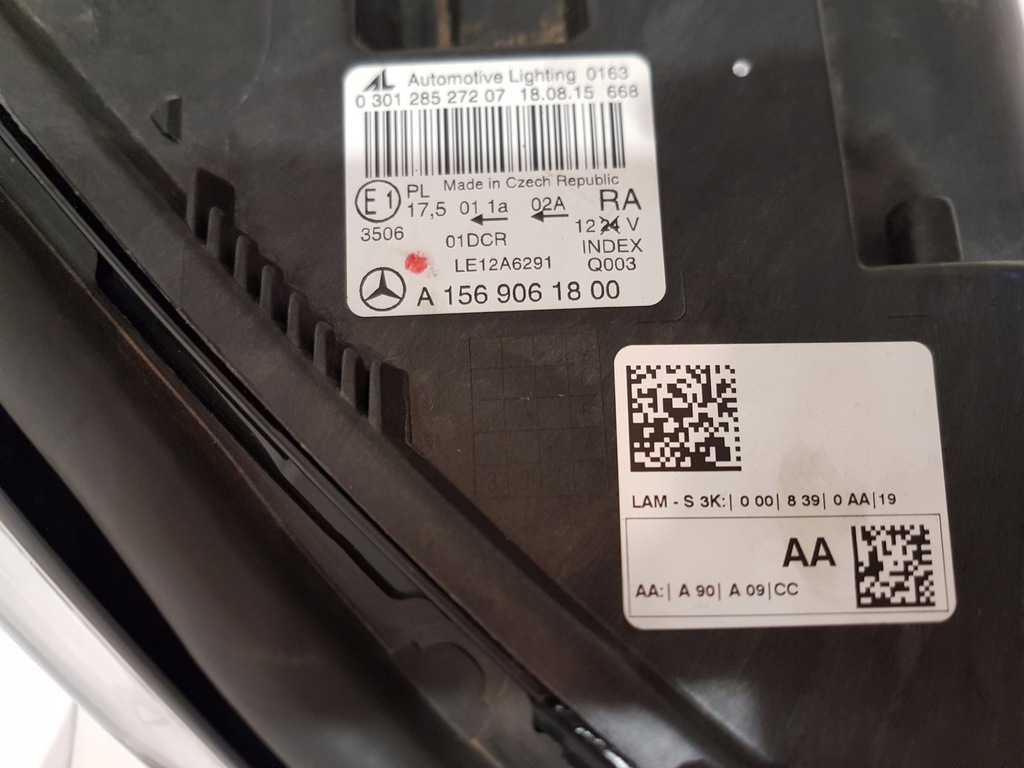 AL Automotive Lighting 0163
0 301 285 272 07 18.08.15 668
Made in Czech Republic
E1 PL 17,5 01 1a 02A RA
3506 12 24 V
01DCR INDEX
LE12A6291 Q003
A 156 906 18 00
LAM - S 3K:| 0 00| 8 39| 0 AA|19
AA
AA:| A 90| A 09|CC